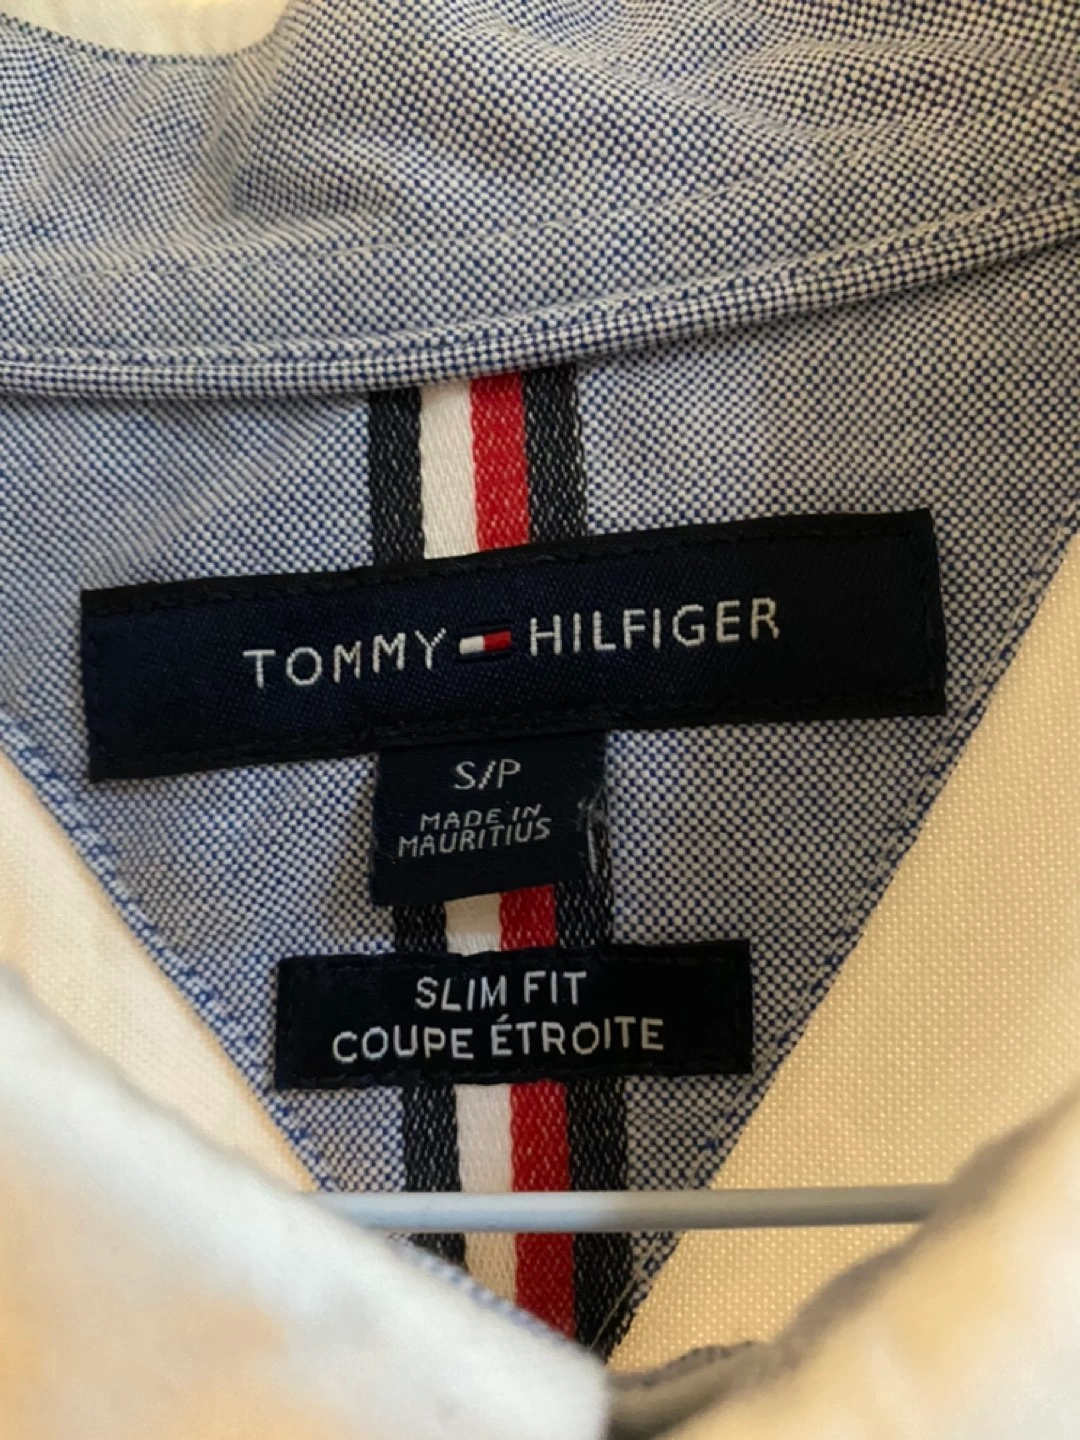 TOMMY HILFIGER
S/P
MADE IN
MAURITIUS
SLIM FIT
COUPE ÉTROITE